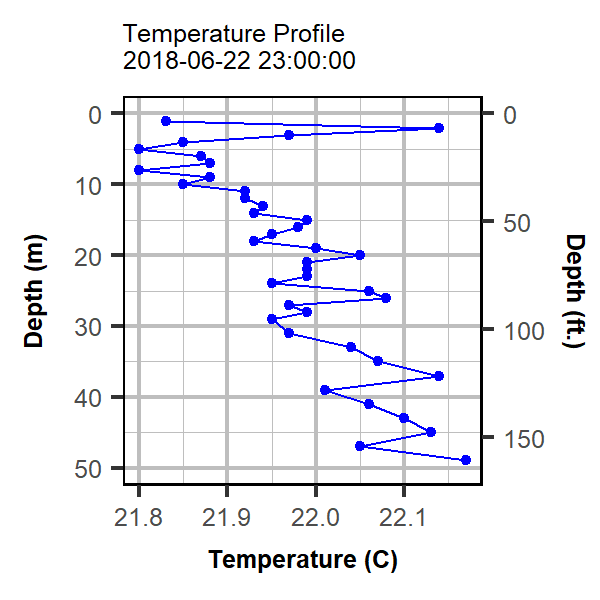 Temperature Profile
2018-06-22 23:00:00
0
10
20
30
40
50
Depth (m)
0
50
100
150
Depth (ft.)
21.8 21.9 22.0 22.1
Temperature (C)